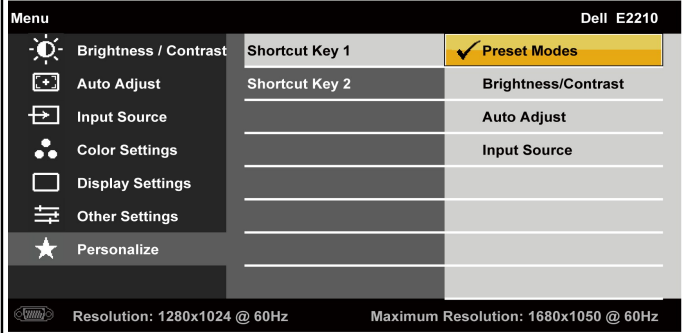 Menu Dell E2210
Brightness / Contrast Shortcut Key 1 Preset Modes
Auto Adjust Shortcut Key 2 Brightness/Contrast
Input Source Auto Adjust
Color Settings Input Source
Display Settings
Other Settings
Personalize
Resolution: 1280x1024 @ 60Hz Maximum Resolution: 1680x1050 @ 60Hz